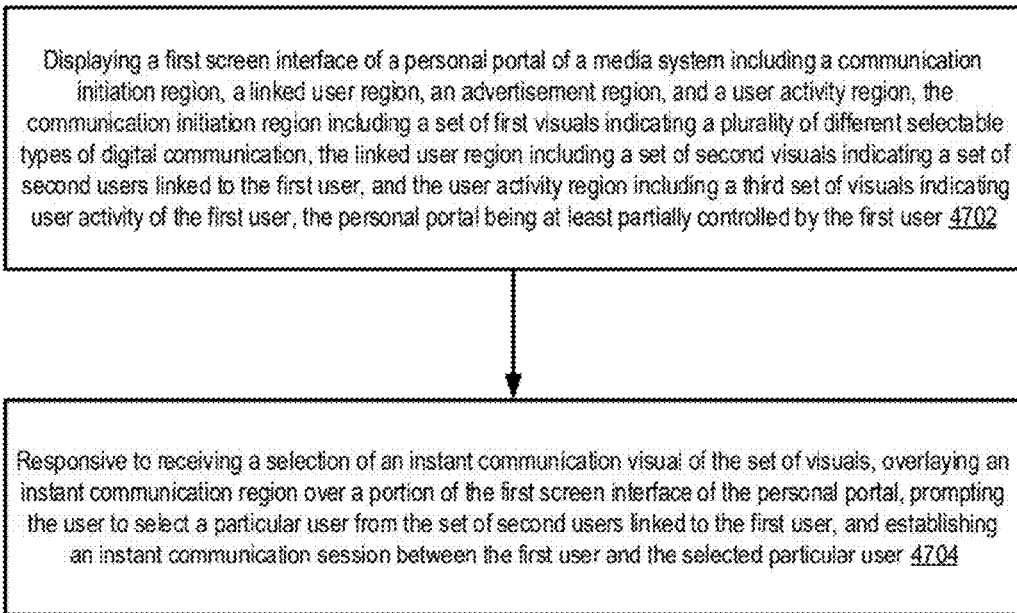 Displaying a first screen interface of a personal portal of a media system including a communication
initiation region, a linked user region, an advertisement region, and a user activity region, the
communication initiation region including a set of first visuals indicating a plurality of different selectable
types of digital communication, the linked user region including a set of second visuals indicating a set of
second users linked to the first user, and the user activity region including a third set of visuals indicating
user activity of the first user, the personal portal being at least partially controlled by the first user 4702
Responsive to receiving a selection of an instant communication visual of the set of visuals, overlaying an
instant communication region over a portion of the first screen interface of the personal portal, prompting
the user to select a particular user from the set of second users linked to the first user, and establishing
an instant communication session between the first user and the selected particular user 4704